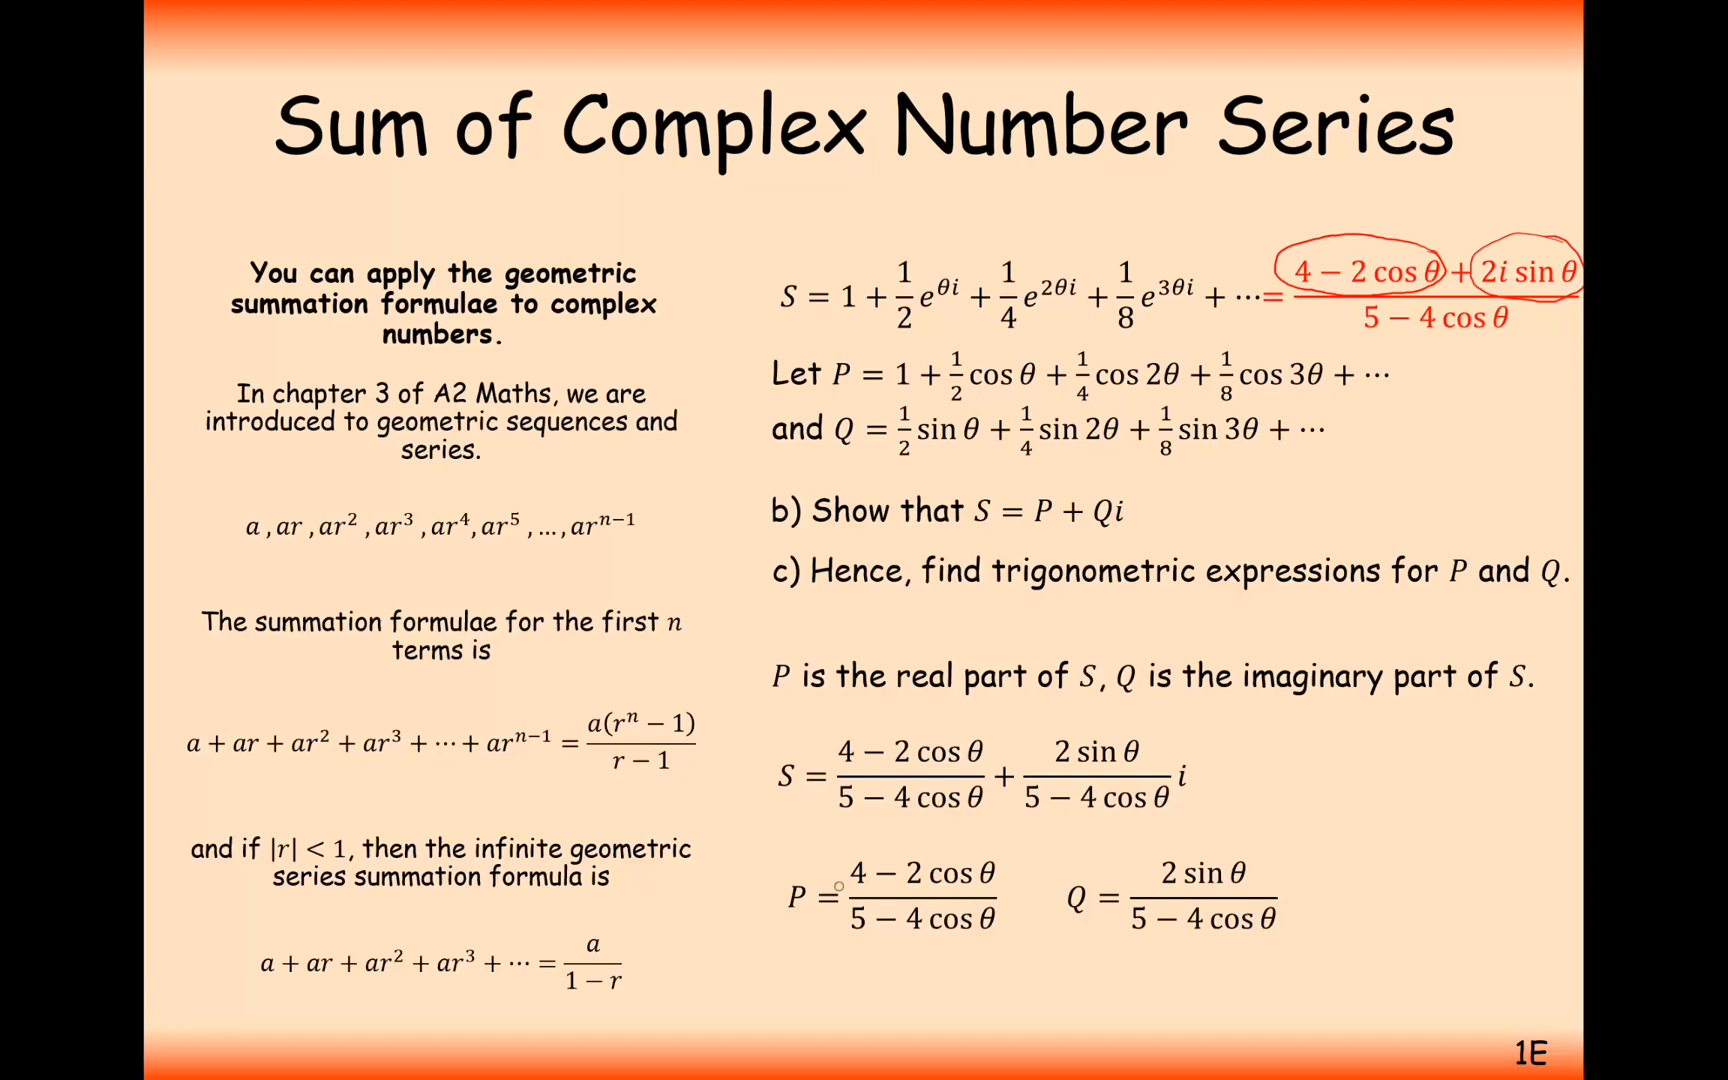 Sum of Complex Number Series
You can apply the geometric
summation formulae to complex
numbers.
In chapter 3 of A2 Maths, we are
introduced to geometric sequences and
series.
a , ar , ar² , ar³ , ar⁴, ar⁵ , … , arⁿ⁻¹
The summation formulae for the first n
terms is
a + ar + ar² + ar³ + ⋯ + arⁿ⁻¹ = a(rⁿ − 1)/(r − 1)
and if |r| < 1, then the infinite geometric
series summation formula is
a + ar + ar² + ar³ + ⋯ = a/(1 − r)
S = 1 + 1/2 e^(θi) + 1/4 e^(2θi) + 1/8 e^(3θi) + ⋯ = (4 − 2 cos θ + 2i sin θ)/(5 − 4 cos θ)
Let P = 1 + 1/2 cos θ + 1/4 cos 2θ + 1/8 cos 3θ + ⋯
and Q = 1/2 sin θ + 1/4 sin 2θ + 1/8 sin 3θ + ⋯
b) Show that S = P + Qi
c) Hence, find trigonometric expressions for P and Q.
P is the real part of S, Q is the imaginary part of S.
S = (4 − 2 cos θ)/(5 − 4 cos θ) + (2 sin θ)/(5 − 4 cos θ) i
P = (4 − 2 cos θ)/(5 − 4 cos θ) Q = (2 sin θ)/(5 − 4 cos θ)
1E